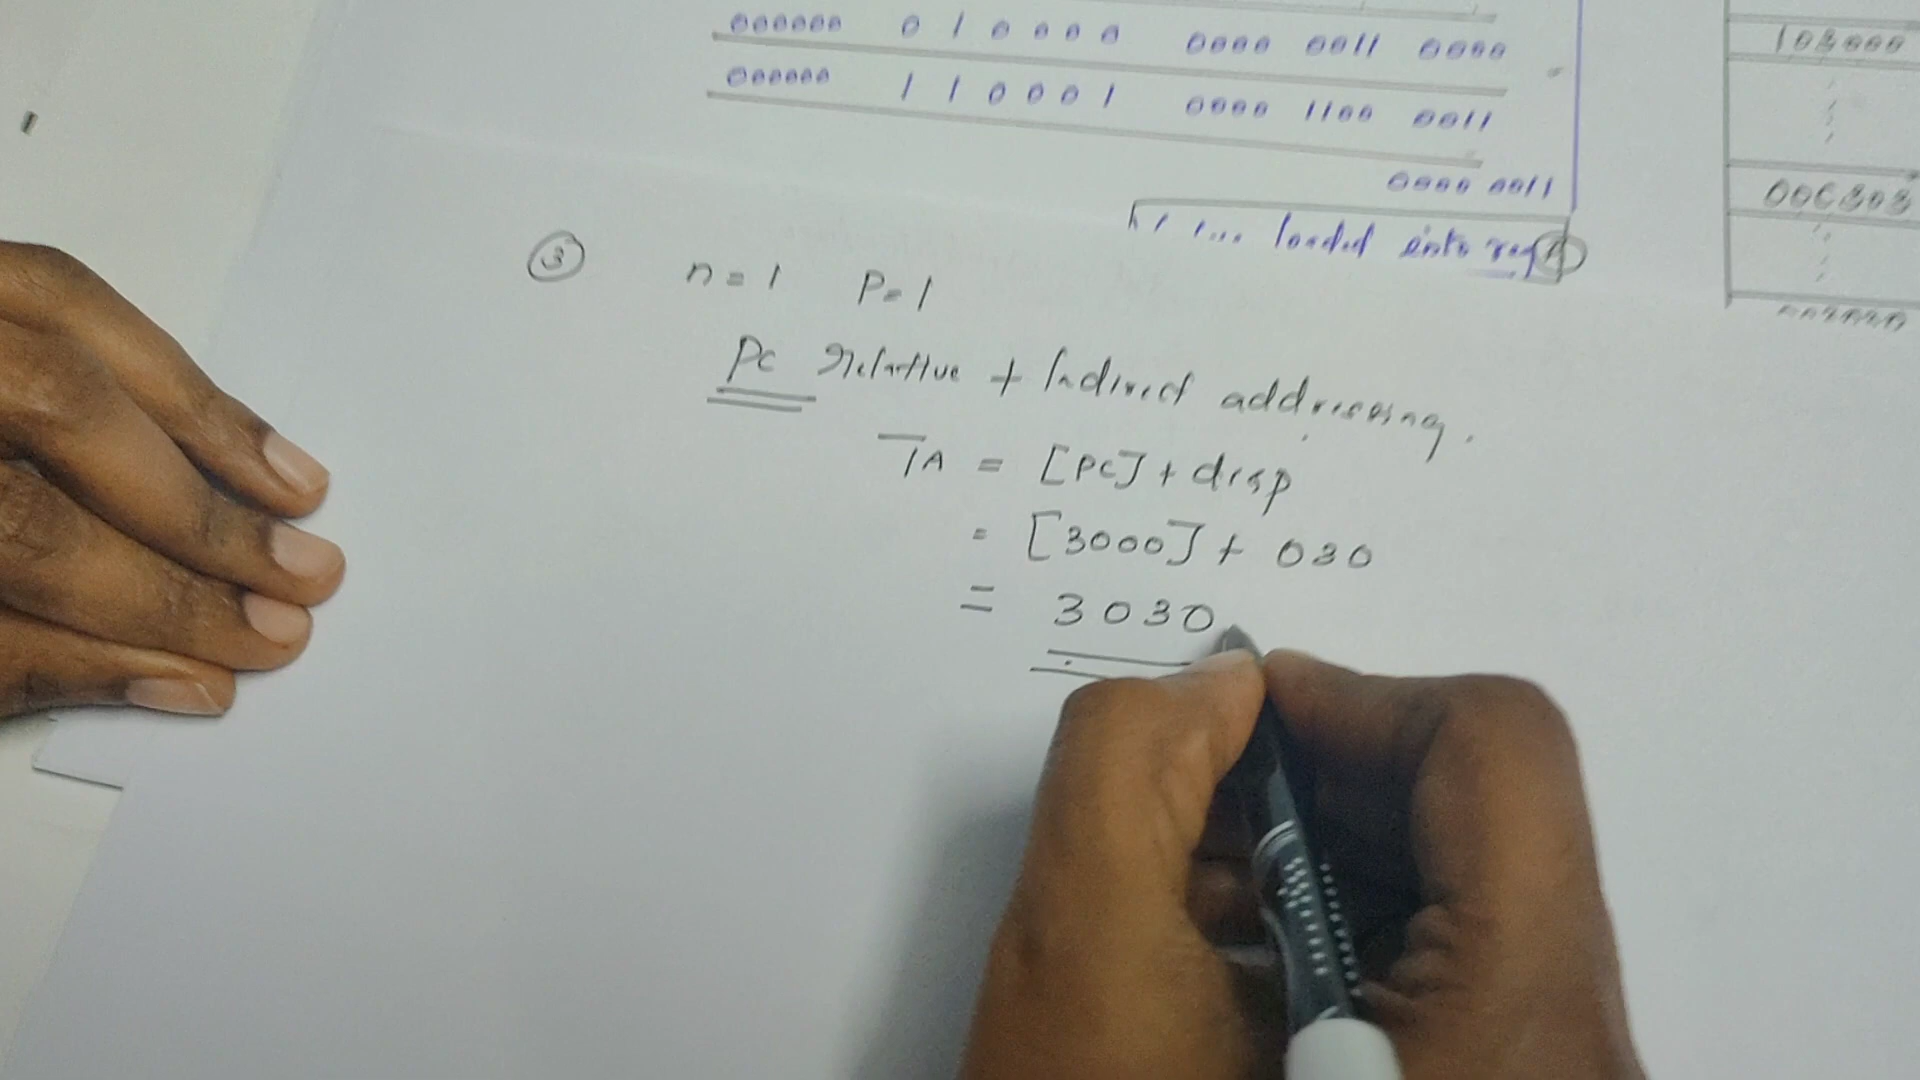 000000 0 1 0 0 0 0 0000 0011 0000
000000 1 1 0 0 0 1 0000 1100 0011
0000 0011
loaded into reg A
103000
00C303
③ n = 1 P = 1
PC relative + Indirect addressing.
TA = [PC] + disp
= [3000] + 030
= 3030